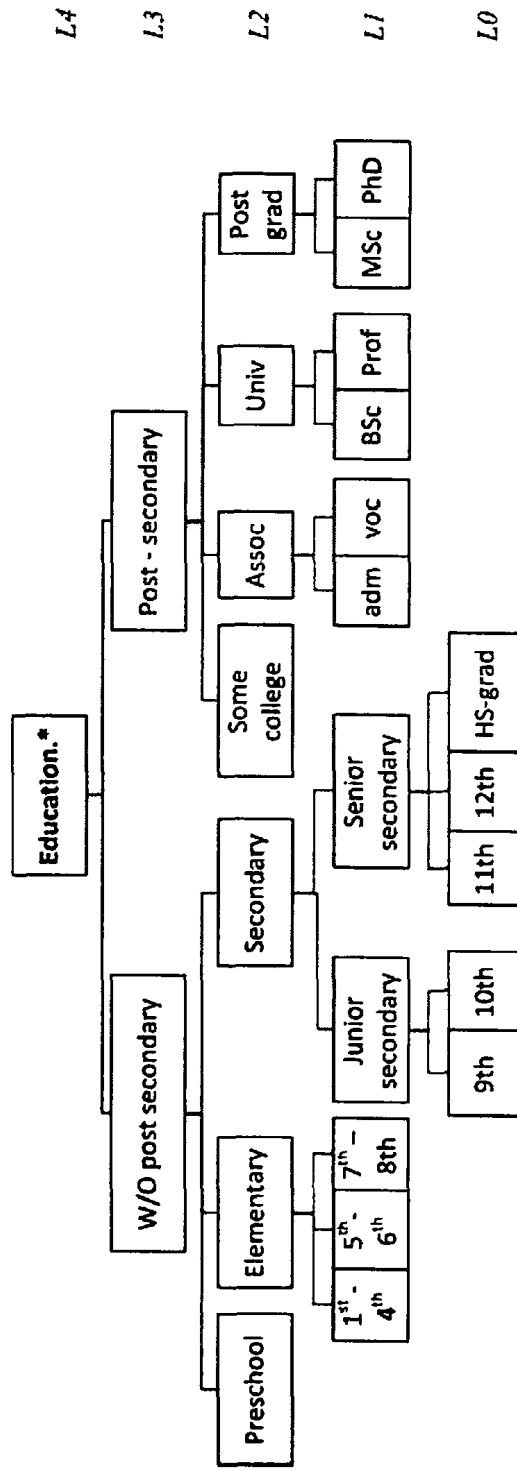 Education.*
L4
W/O post secondary
Post - secondary
L3
Preschool
Elementary
Secondary
Some
college
Assoc
Univ
Post
grad
L2
1st -
4th
5th -
6th
7th –
8th
Junior
secondary
Senior
secondary
adm
voc
BSc
Prof
MSc
PhD
L1
9th
10th
11th
12th
HS-grad
L0